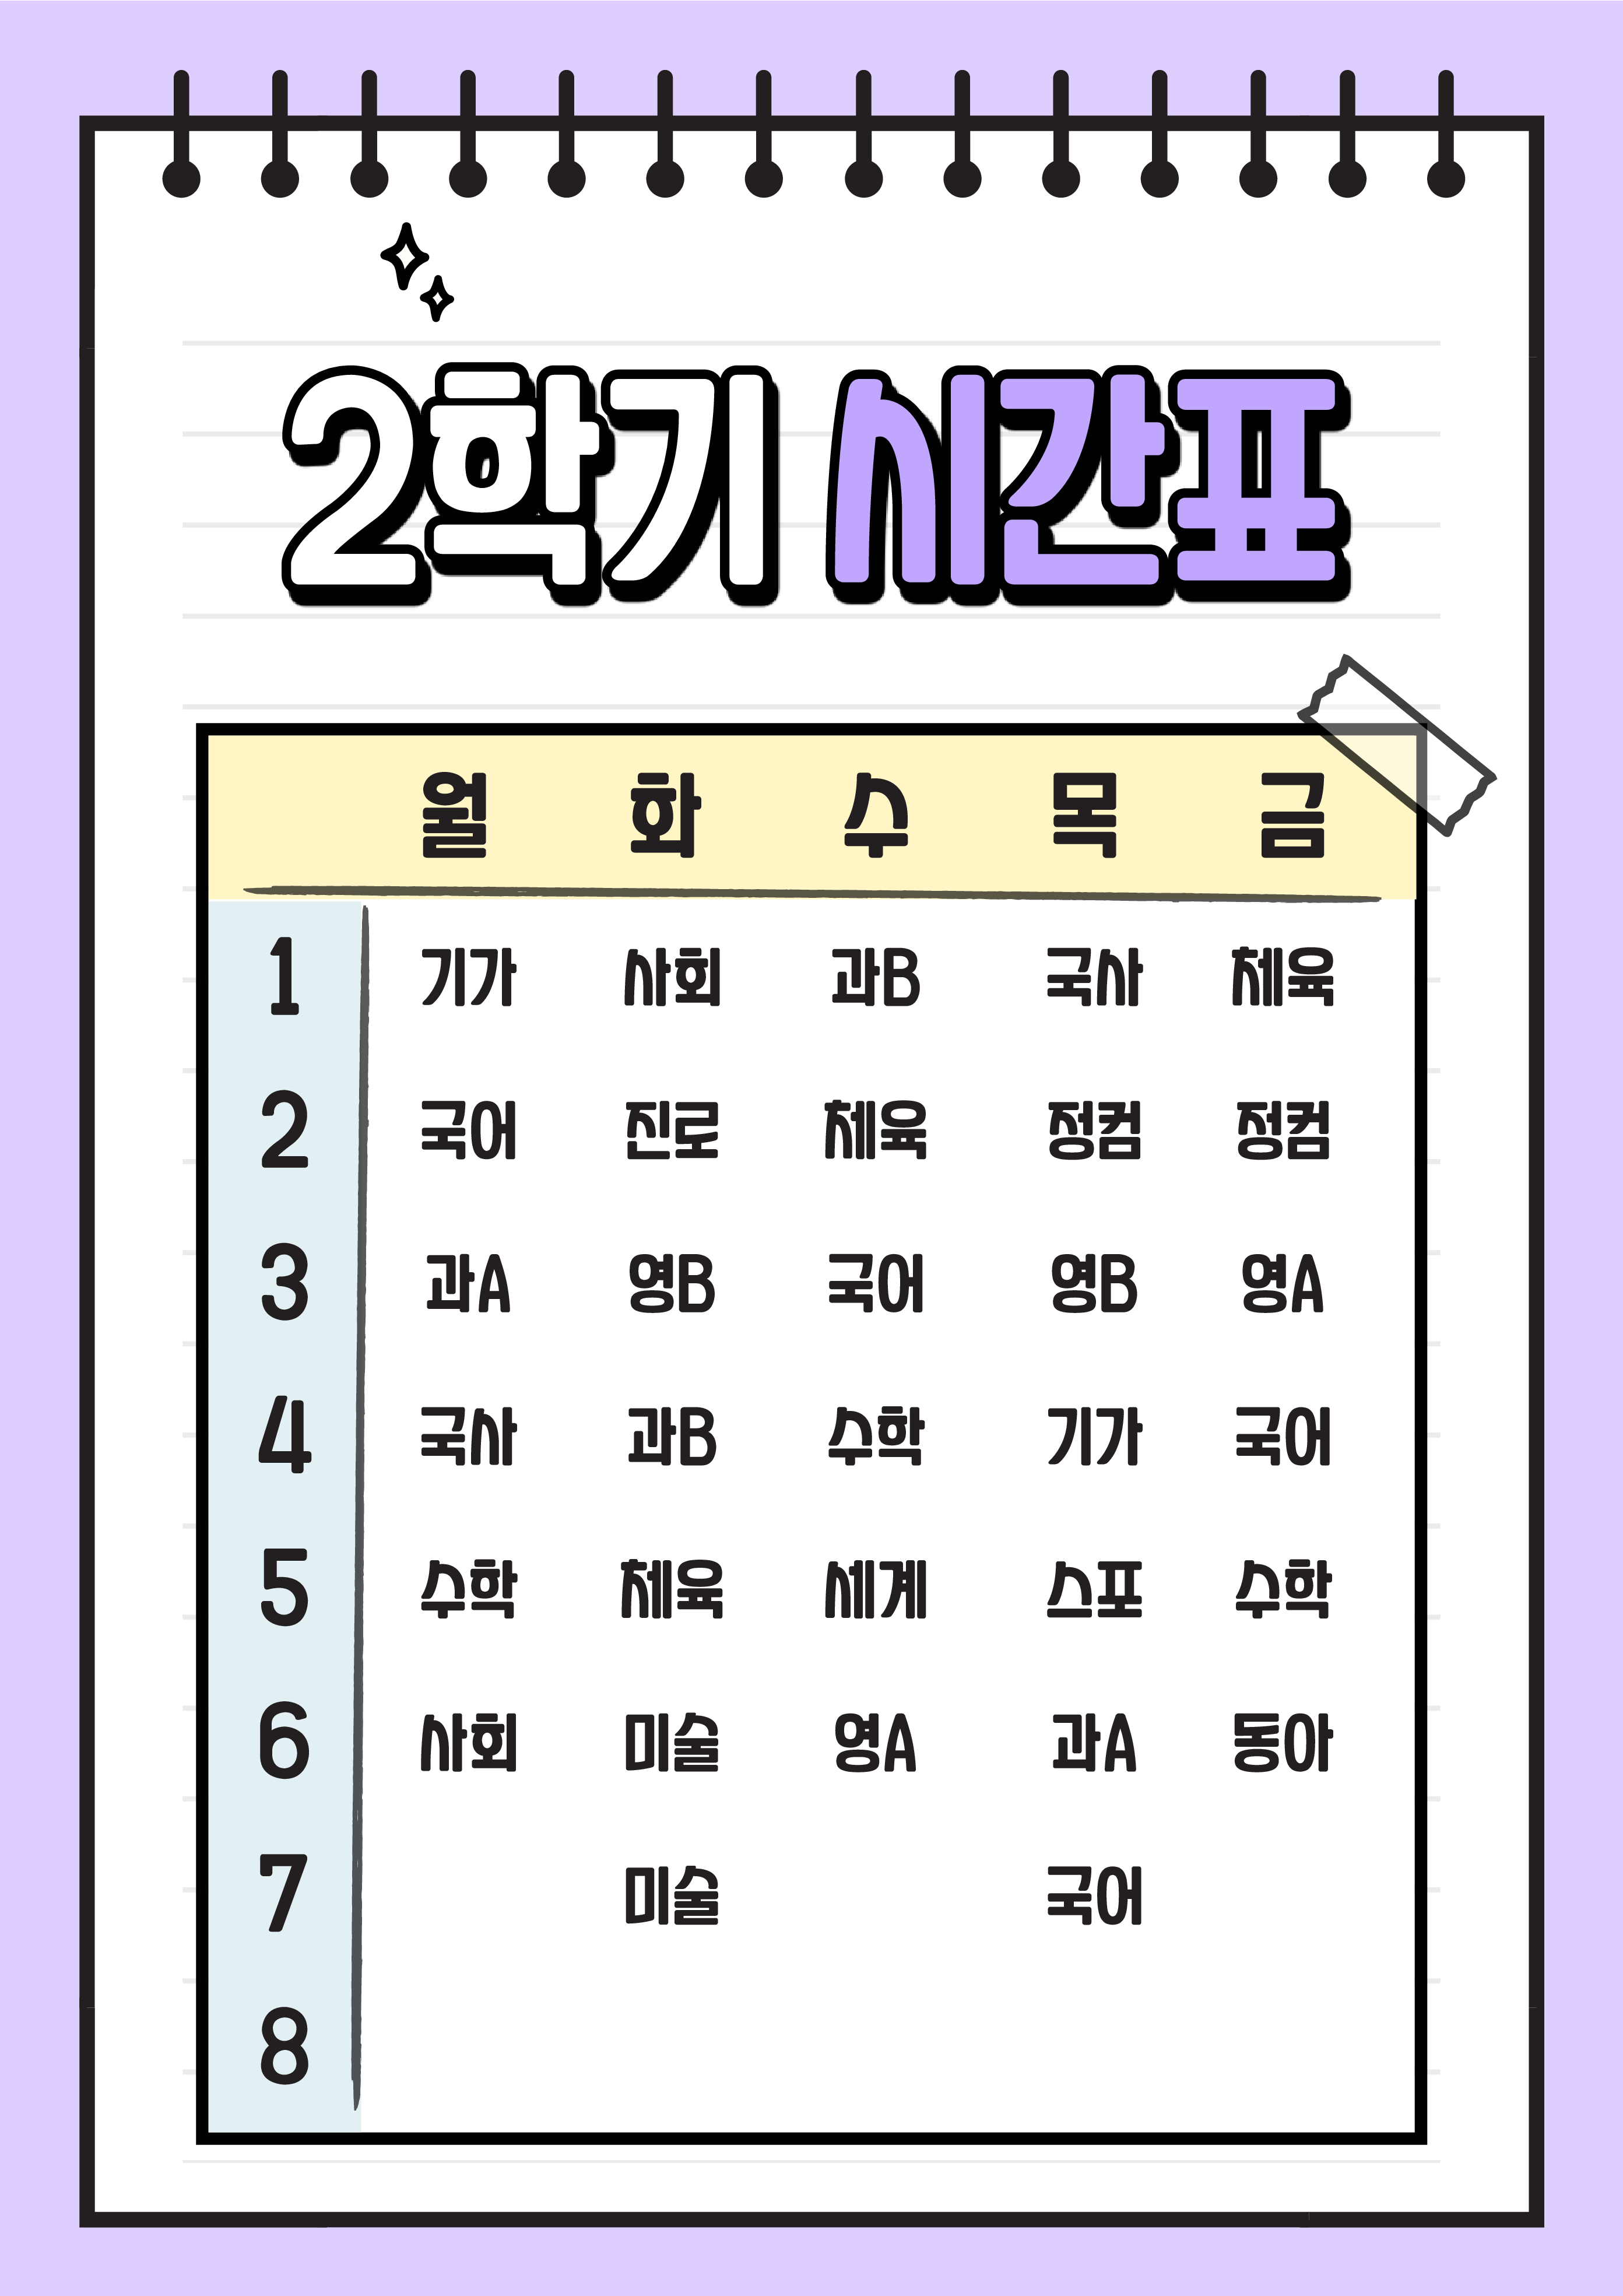 2학기 시간표
월 화 수 목 금
1 기가 사회 과B 국사 체육
2 국어 진로 체육 정컴 정컴
3 과A 영B 국어 영B 영A
4 국사 과B 수학 기가 국어
5 수학 체육 세계 스포 수학
6 사회 미술 영A 과A 동아
7 미술 국어
8